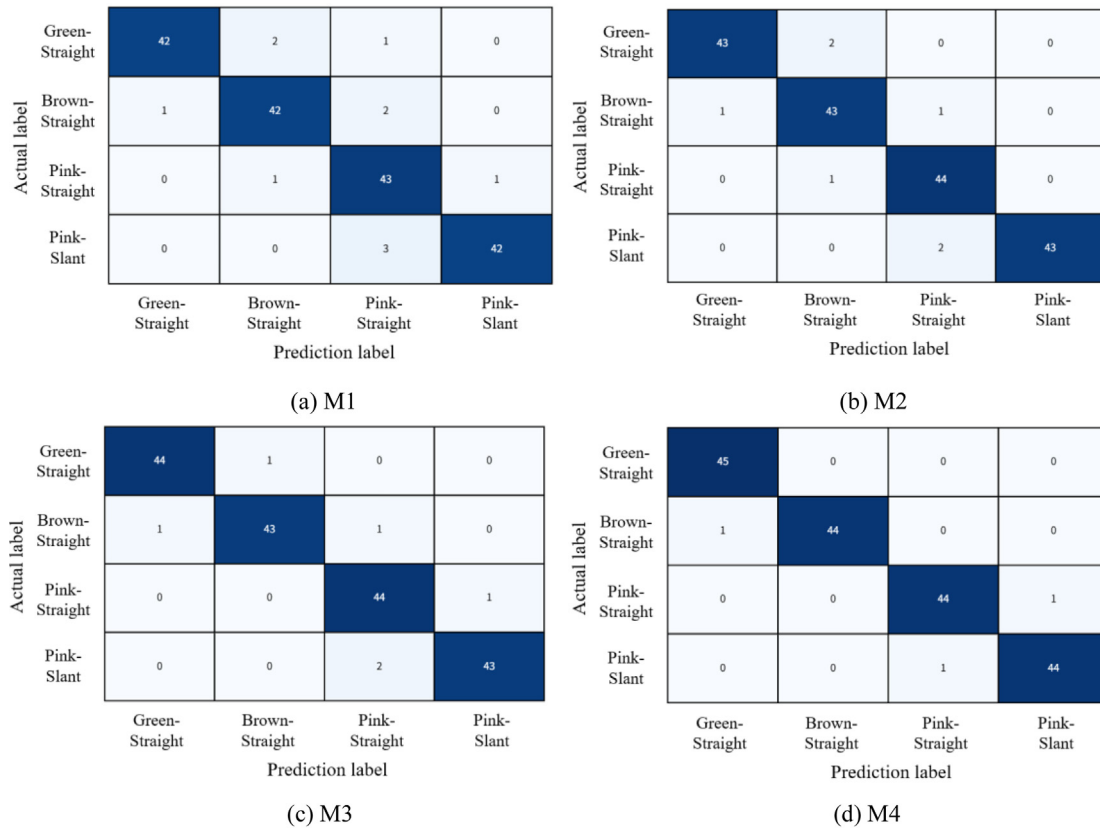 Green-
Straight
42 2 1 0
Brown-
Straight
1 42 2 0
Pink-
Straight
0 1 43 1
Pink-
Slant
0 0 3 42
Actual label
Green-
Straight
Brown-
Straight
Pink-
Straight
Pink-
Slant
Prediction label
(a) M1
Green-
Straight
43 2 0 0
Brown-
Straight
1 43 1 0
Pink-
Straight
0 1 44 0
Pink-
Slant
0 0 2 43
Actual label
Green-
Straight
Brown-
Straight
Pink-
Straight
Pink-
Slant
Prediction label
(b) M2
Green-
Straight
44 1 0 0
Brown-
Straight
1 43 1 0
Pink-
Straight
0 0 44 1
Pink-
Slant
0 0 2 43
Actual label
Green-
Straight
Brown-
Straight
Pink-
Straight
Pink-
Slant
Prediction label
(c) M3
Green-
Straight
45 0 0 0
Brown-
Straight
1 44 0 0
Pink-
Straight
0 0 44 1
Pink-
Slant
0 0 1 44
Actual label
Green-
Straight
Brown-
Straight
Pink-
Straight
Pink-
Slant
Prediction label
(d) M4